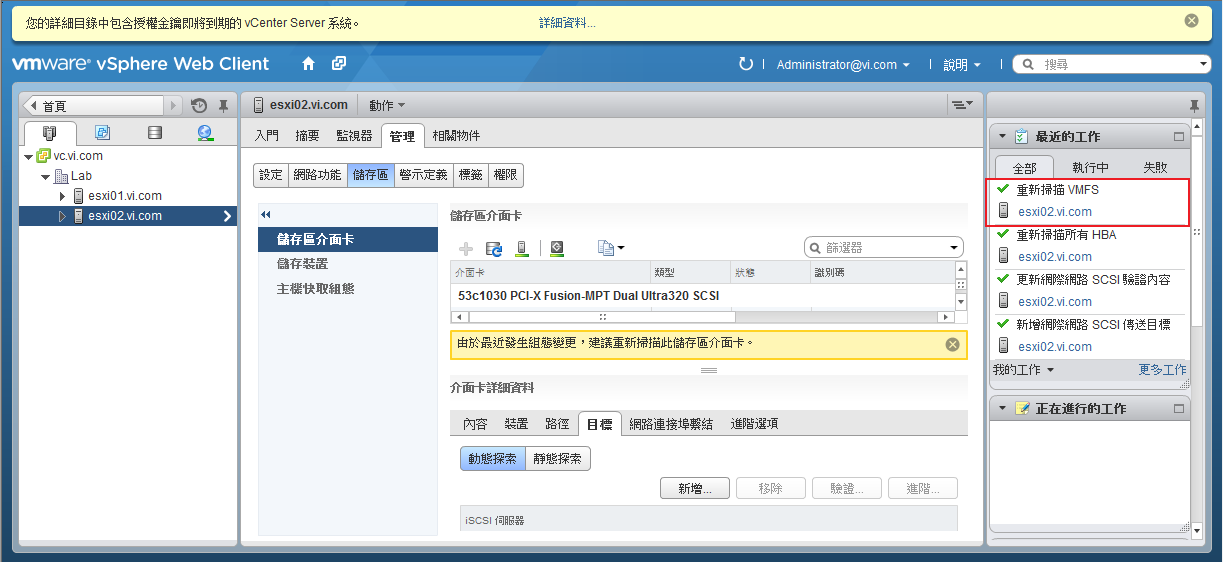 您的詳細目錄中包含授權金鑰即將到期的 vCenter Server 系統。 詳細資料...
vmware® vSphere Web Client
Administrator@vi.com
說明
搜尋
首頁
vc.vi.com
Lab
esxi01.vi.com
esxi02.vi.com
esxi02.vi.com 動作
入門 摘要 監視器 管理 相關物件
設定 網路功能 儲存區 警示定義 標籤 權限
儲存區介面卡
儲存裝置
主機快取組態
儲存區介面卡
篩選器
介面卡 類型 狀態 識別碼
53c1030 PCI-X Fusion-MPT Dual Ultra320 SCSI
由於最近發生組態變更，建議重新掃描此儲存區介面卡。
介面卡詳細資料
內容 裝置 路徑 目標 網路連接埠繫結 進階選項
動態探索 靜態探索
新增... 移除 驗證... 進階...
iSCSI 伺服器
最近的工作
全部 執行中 失敗
重新掃描 VMFS
esxi02.vi.com
重新掃描所有 HBA
esxi02.vi.com
更新網際網路 SCSI 驗證內容
esxi02.vi.com
新增網際網路 SCSI 傳送目標
esxi02.vi.com
我的工作 更多工作
正在進行的工作